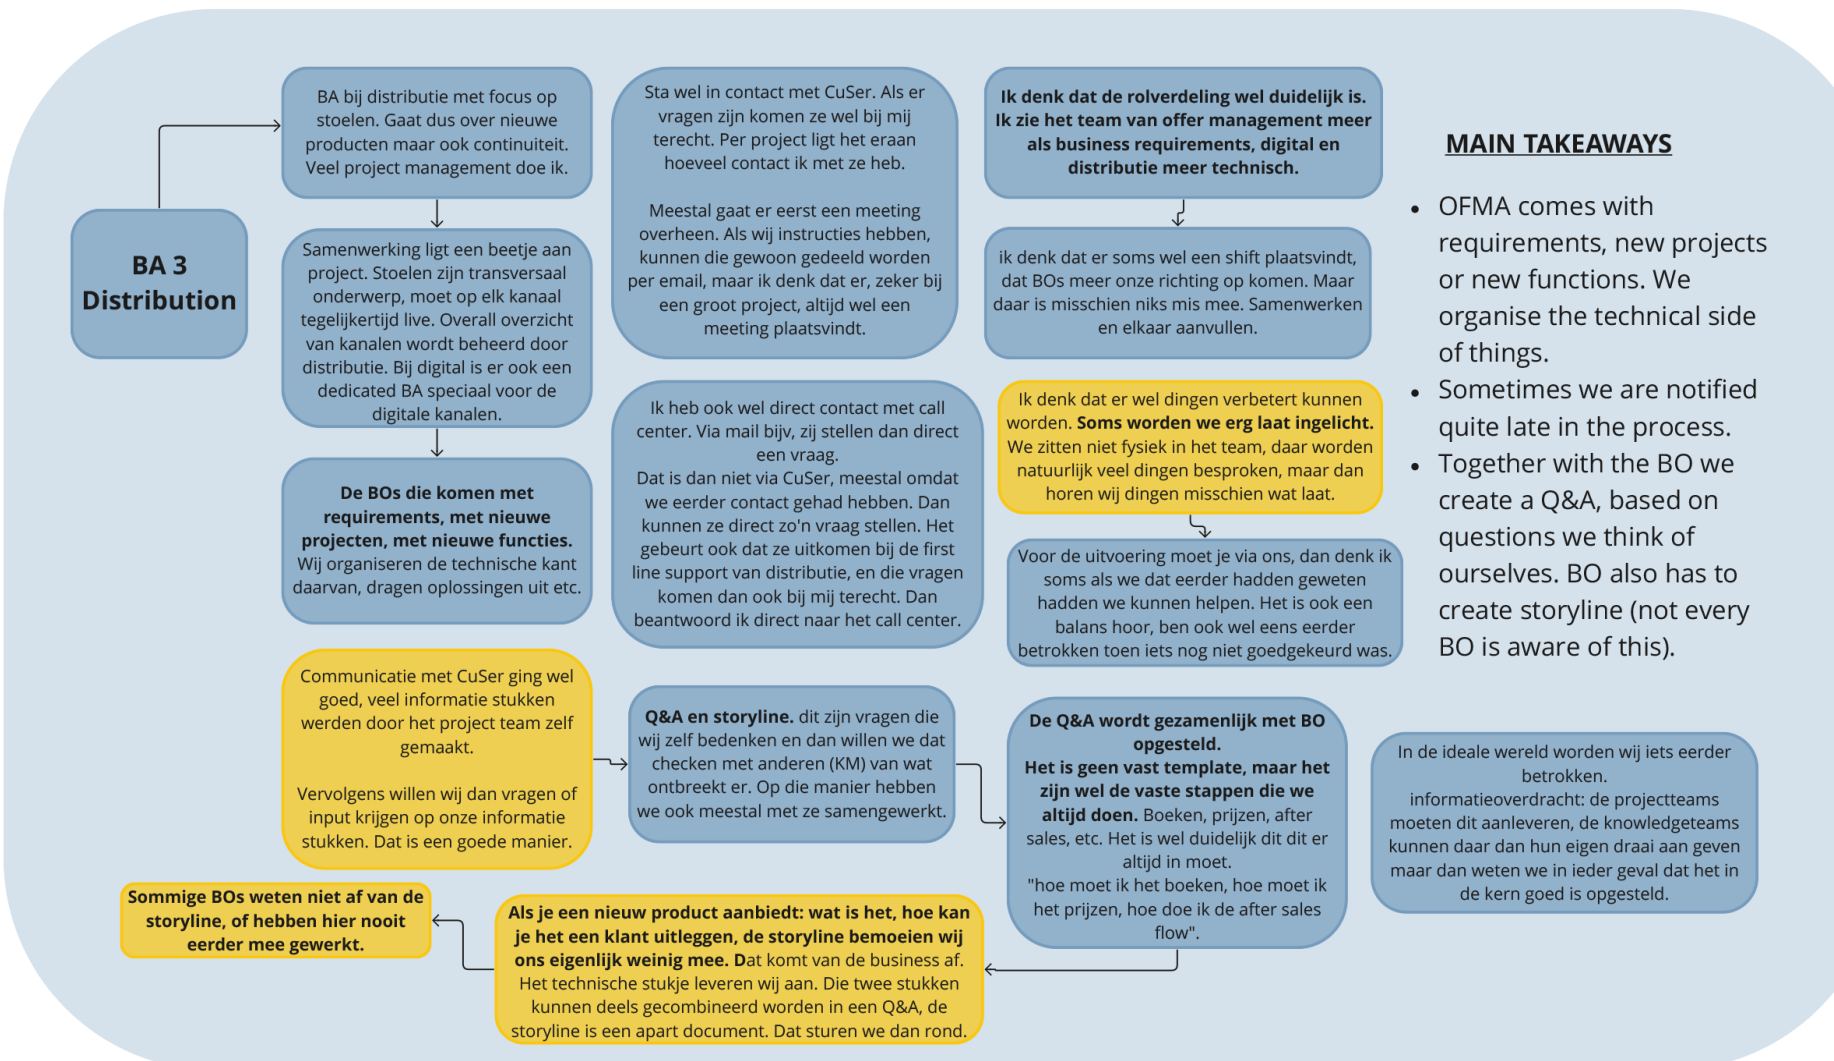 BA 3
Distribution
BA bij distributie met focus op
stoelen. Gaat dus over nieuwe
producten maar ook continuiteit.
Veel project management doe ik.
Samenwerking ligt een beetje aan
project. Stoelen zijn transversaal
onderwerp, moet op elk kanaal
tegelijkertijd live. Overall overzicht
van kanalen wordt beheerd door
distributie. Bij digital is er ook een
dedicated BA speciaal voor de
digitale kanalen.
De BOs die komen met
requirements, met nieuwe
projecten, met nieuwe functies.
Wij organiseren de technische kant
daarvan, dragen oplossingen uit etc.
Sta wel in contact met CuSer. Als er
vragen zijn komen ze wel bij mij
terecht. Per project ligt het eraan
hoeveel contact ik met ze heb.
Meestal gaat er eerst een meeting
overheen. Als wij instructies hebben,
kunnen die gewoon gedeeld worden
per email, maar ik denk dat er, zeker bij
een groot project, altijd wel een
meeting plaatsvindt.
Ik heb ook wel direct contact met call
center. Via mail bijv, zij stellen dan direct
een vraag.
Dat is dan niet via CuSer, meestal omdat
we eerder contact gehad hebben. Dan
kunnen ze direct zo'n vraag stellen. Het
gebeurt ook dat ze uitkomen bij de first
line support van distributie, en die vragen
komen dan ook bij mij terecht. Dan
beantwoord ik direct naar het call center.
Ik denk dat de rolverdeling wel duidelijk is.
Ik zie het team van offer management meer
als business requirements, digital en
distributie meer technisch.
ik denk dat er soms wel een shift plaatsvindt,
dat BOs meer onze richting op komen. Maar
daar is misschien niks mis mee. Samenwerken
en elkaar aanvullen.
Ik denk dat er wel dingen verbetert kunnen
worden. Soms worden we erg laat ingelicht.
We zitten niet fysiek in het team, daar worden
natuurlijk veel dingen besproken, maar dan
horen wij dingen misschien wat laat.
Voor de uitvoering moet je via ons, dan denk ik
soms als we dat eerder hadden geweten
hadden we kunnen helpen. Het is ook een
balans hoor, ben ook wel eens eerder
betrokken toen iets nog niet goedgekeurd was.
MAIN TAKEAWAYS
• OFMA comes with
requirements, new projects
or new functions. We
organise the technical side
of things.
• Sometimes we are notified
quite late in the process.
• Together with the BO we
create a Q&A, based on
questions we think of
ourselves. BO also has to
create storyline (not every
BO is aware of this).
Communicatie met CuSer ging wel
goed, veel informatie stukken
werden door het project team zelf
gemaakt.
Vervolgens willen wij dan vragen of
input krijgen op onze informatie
stukken. Dat is een goede manier.
Q&A en storyline. dit zijn vragen die
wij zelf bedenken en dan willen we dat
checken met anderen (KM) van wat
ontbreekt er. Op die manier hebben
we ook meestal met ze samengewerkt.
De Q&A wordt gezamenlijk met BO
opgesteld.
Het is geen vast template, maar het
zijn wel de vaste stappen die we
altijd doen. Boeken, prijzen, after
sales, etc. Het is wel duidelijk dit dit er
altijd in moet.
"hoe moet ik het boeken, hoe moet ik
het prijzen, hoe doe ik de after sales
flow".
In de ideale wereld worden wij iets eerder
betrokken.
informatieoverdracht: de projectteams
moeten dit aanleveren, de knowledgeteams
kunnen daar dan hun eigen draai aan geven
maar dan weten we in ieder geval dat het in
de kern goed is opgesteld.
Als je een nieuw product aanbiedt: wat is het, hoe kan
je het een klant uitleggen, de storyline bemoeien wij
ons eigenlijk weinig mee. Dat komt van de business af.
Het technische stukje leveren wij aan. Die twee stukken
kunnen deels gecombineerd worden in een Q&A, de
storyline is een apart document. Dat sturen we dan rond.
Sommige BOs weten niet af van de
storyline, of hebben hier nooit
eerder mee gewerkt.